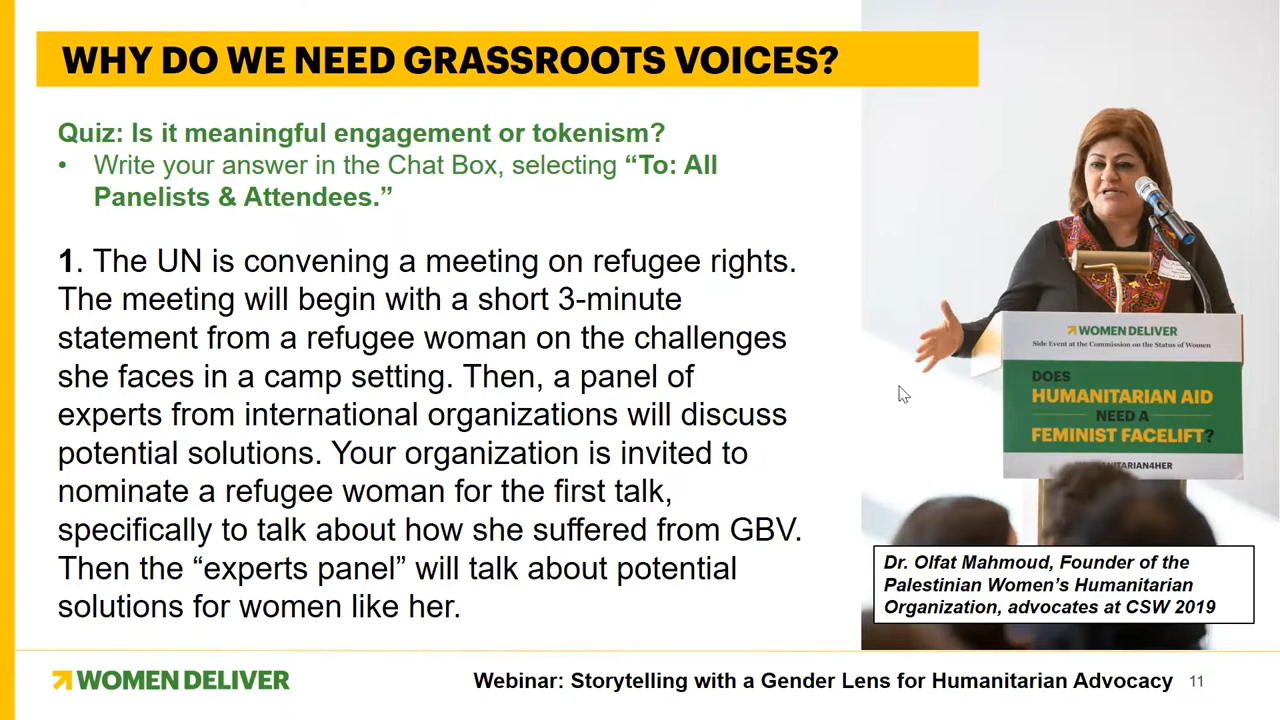 WHY DO WE NEED GRASSROOTS VOICES?
Quiz: Is it meaningful engagement or tokenism?
• Write your answer in the Chat Box, selecting “To: All
Panelists & Attendees.”
1. The UN is convening a meeting on refugee rights.
The meeting will begin with a short 3-minute
statement from a refugee woman on the challenges
she faces in a camp setting. Then, a panel of
experts from international organizations will discuss
potential solutions. Your organization is invited to
nominate a refugee woman for the first talk,
specifically to talk about how she suffered from GBV.
Then the “experts panel” will talk about potential
solutions for women like her.
WOMEN DELIVER
Side Event at the Commission on the Status of Women
DOES
HUMANITARIAN AID
NEED A
FEMINIST FACELIFT?
Dr. Olfat Mahmoud, Founder of the
Palestinian Women’s Humanitarian
Organization, advocates at CSW 2019
WOMEN DELIVER
Webinar: Storytelling with a Gender Lens for Humanitarian Advocacy 11